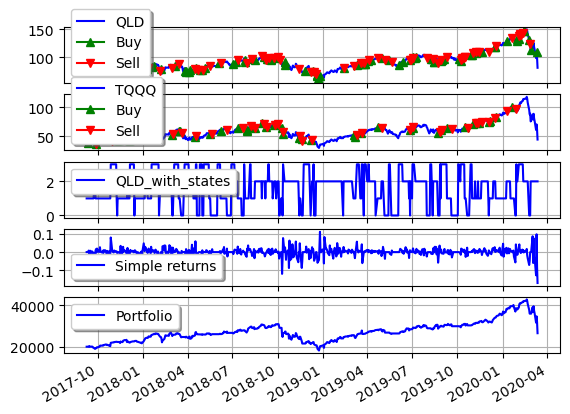 QLD
Buy
Sell
150
100
TQQQ
Buy
Sell
100
50
QLD_with_states
2
0
Simple returns
0.1
0.0
−0.1
Portfolio
40000
20000
2017-10
2018-01
2018-04
2018-07
2018-10
2019-01
2019-04
2019-07
2019-10
2020-01
2020-04